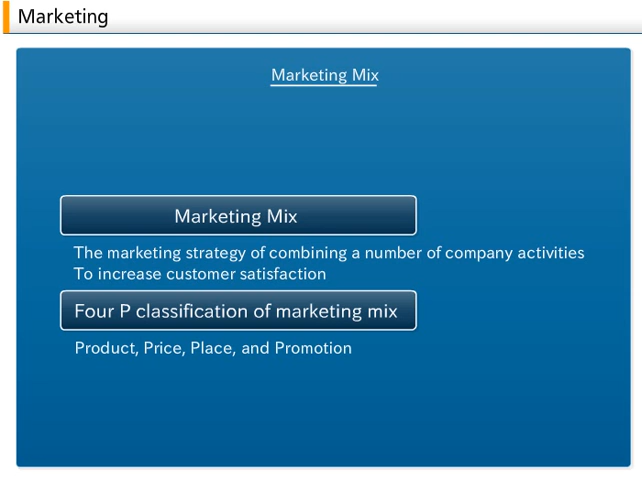 Marketing
Marketing Mix
Marketing Mix
The marketing strategy of combining a number of company activities
To increase customer satisfaction
Four P classification of marketing mix
Product, Price, Place, and Promotion